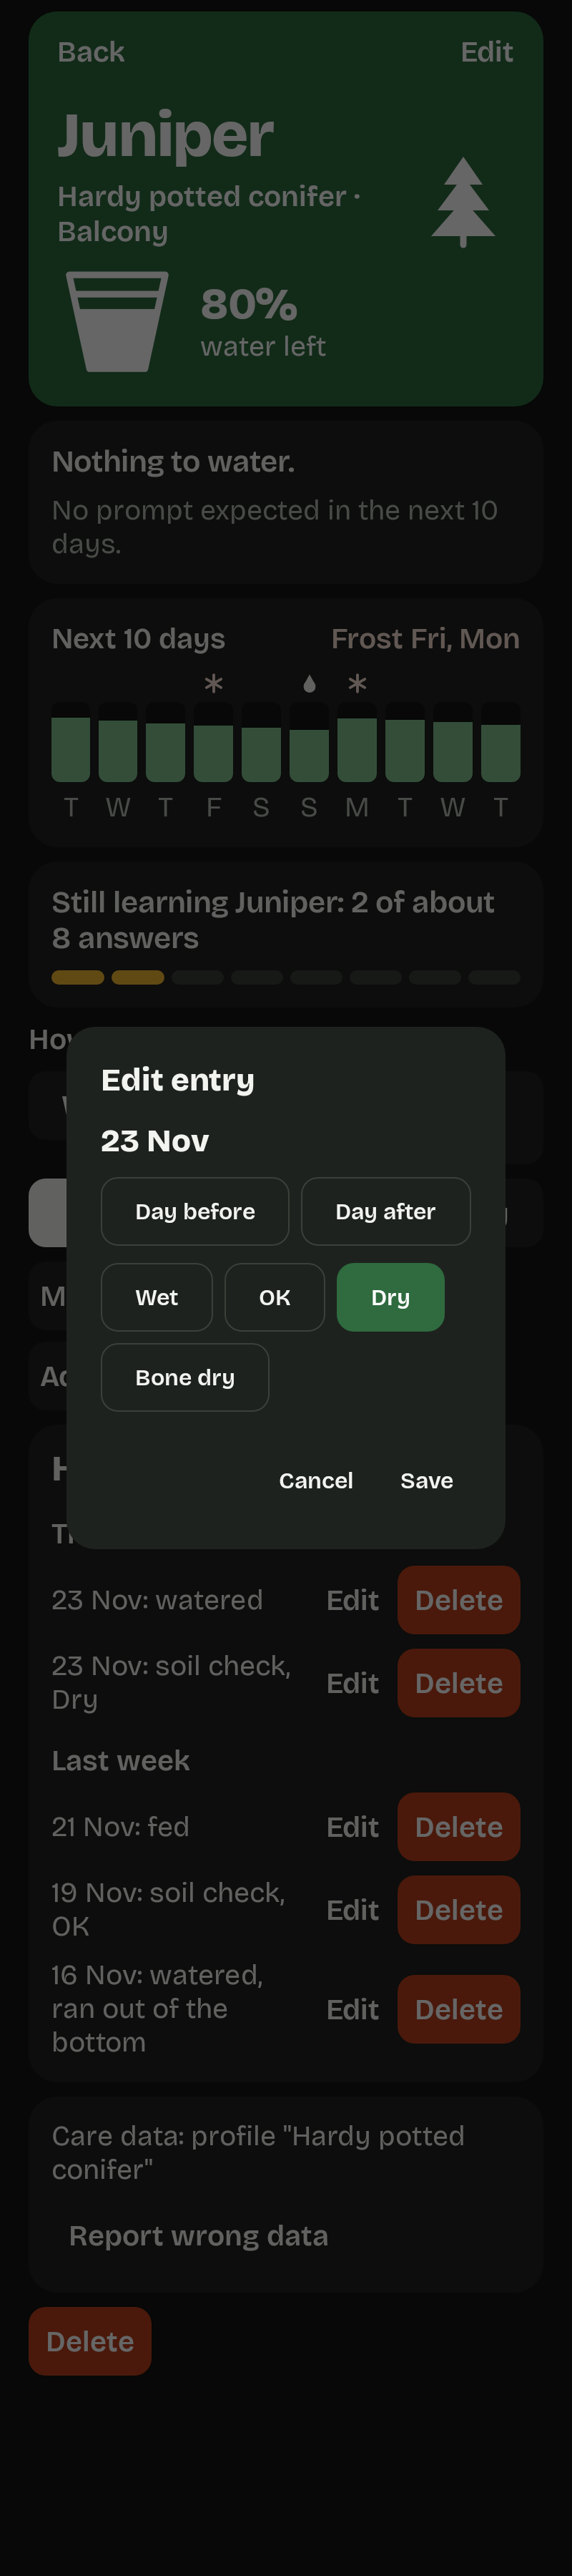 Back
Edit
Juniper
Hardy potted conifer ·
Balcony
80%
water left
Nothing to water.
No prompt expected in the next 10
days.
Next 10 days
Frost Fri, Mon
T W T F S S M T W T
Still learning Juniper: 2 of about
8 answers
Edit entry
23 Nov
Day before
Day after
Wet
OK
Dry
Bone dry
Cancel
Save
23 Nov: watered
Edit
Delete
23 Nov: soil check,
Dry
Edit
Delete
Last week
21 Nov: fed
Edit
Delete
19 Nov: soil check,
OK
Edit
Delete
16 Nov: watered,
ran out of the
bottom
Edit
Delete
Care data: profile "Hardy potted
conifer"
Report wrong data
Delete